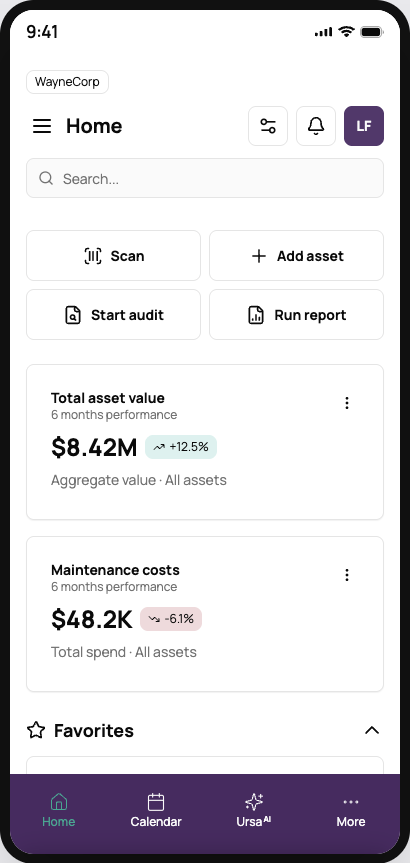 9:41
WayneCorp
Home
LF
Search...
Scan
Add asset
Start audit
Run report
Total asset value
6 months performance
$8.42M
+12.5%
Aggregate value · All assets
Maintenance costs
6 months performance
$48.2K
-6.1%
Total spend · All assets
Favorites
Home
Calendar
Ursa AI
More